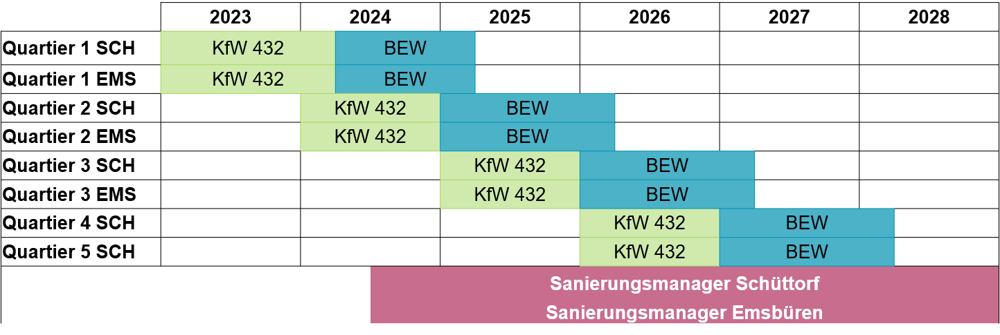 2023 2024 2025 2026 2027 2028
Quartier 1 SCH KfW 432 BEW
Quartier 1 EMS KfW 432 BEW
Quartier 2 SCH KfW 432 BEW
Quartier 2 EMS KfW 432 BEW
Quartier 3 SCH KfW 432 BEW
Quartier 3 EMS KfW 432 BEW
Quartier 4 SCH KfW 432 BEW
Quartier 5 SCH KfW 432 BEW
Sanierungsmanager Schüttorf
Sanierungsmanager Emsbüren